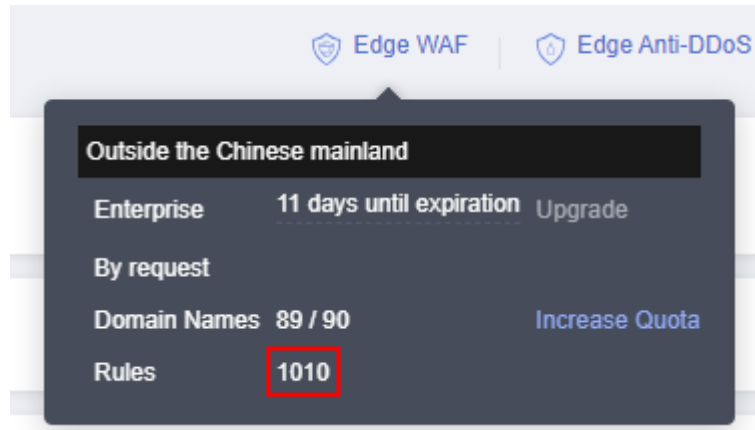 Edge WAF Edge Anti-DDoS
Outside the Chinese mainland
Enterprise 11 days until expiration Upgrade
By request
Domain Names 89 / 90 Increase Quota
Rules 1010